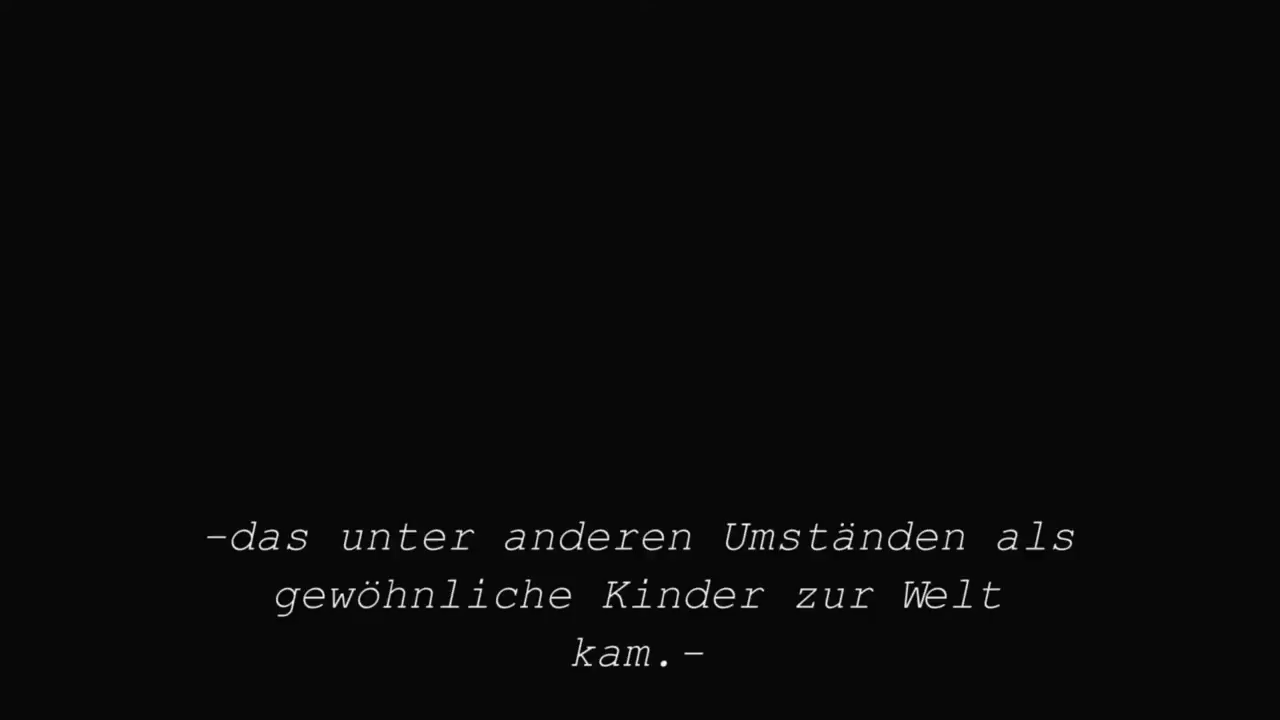 -das unter anderen Umständen als
gewöhnliche Kinder zur Welt
kam.-